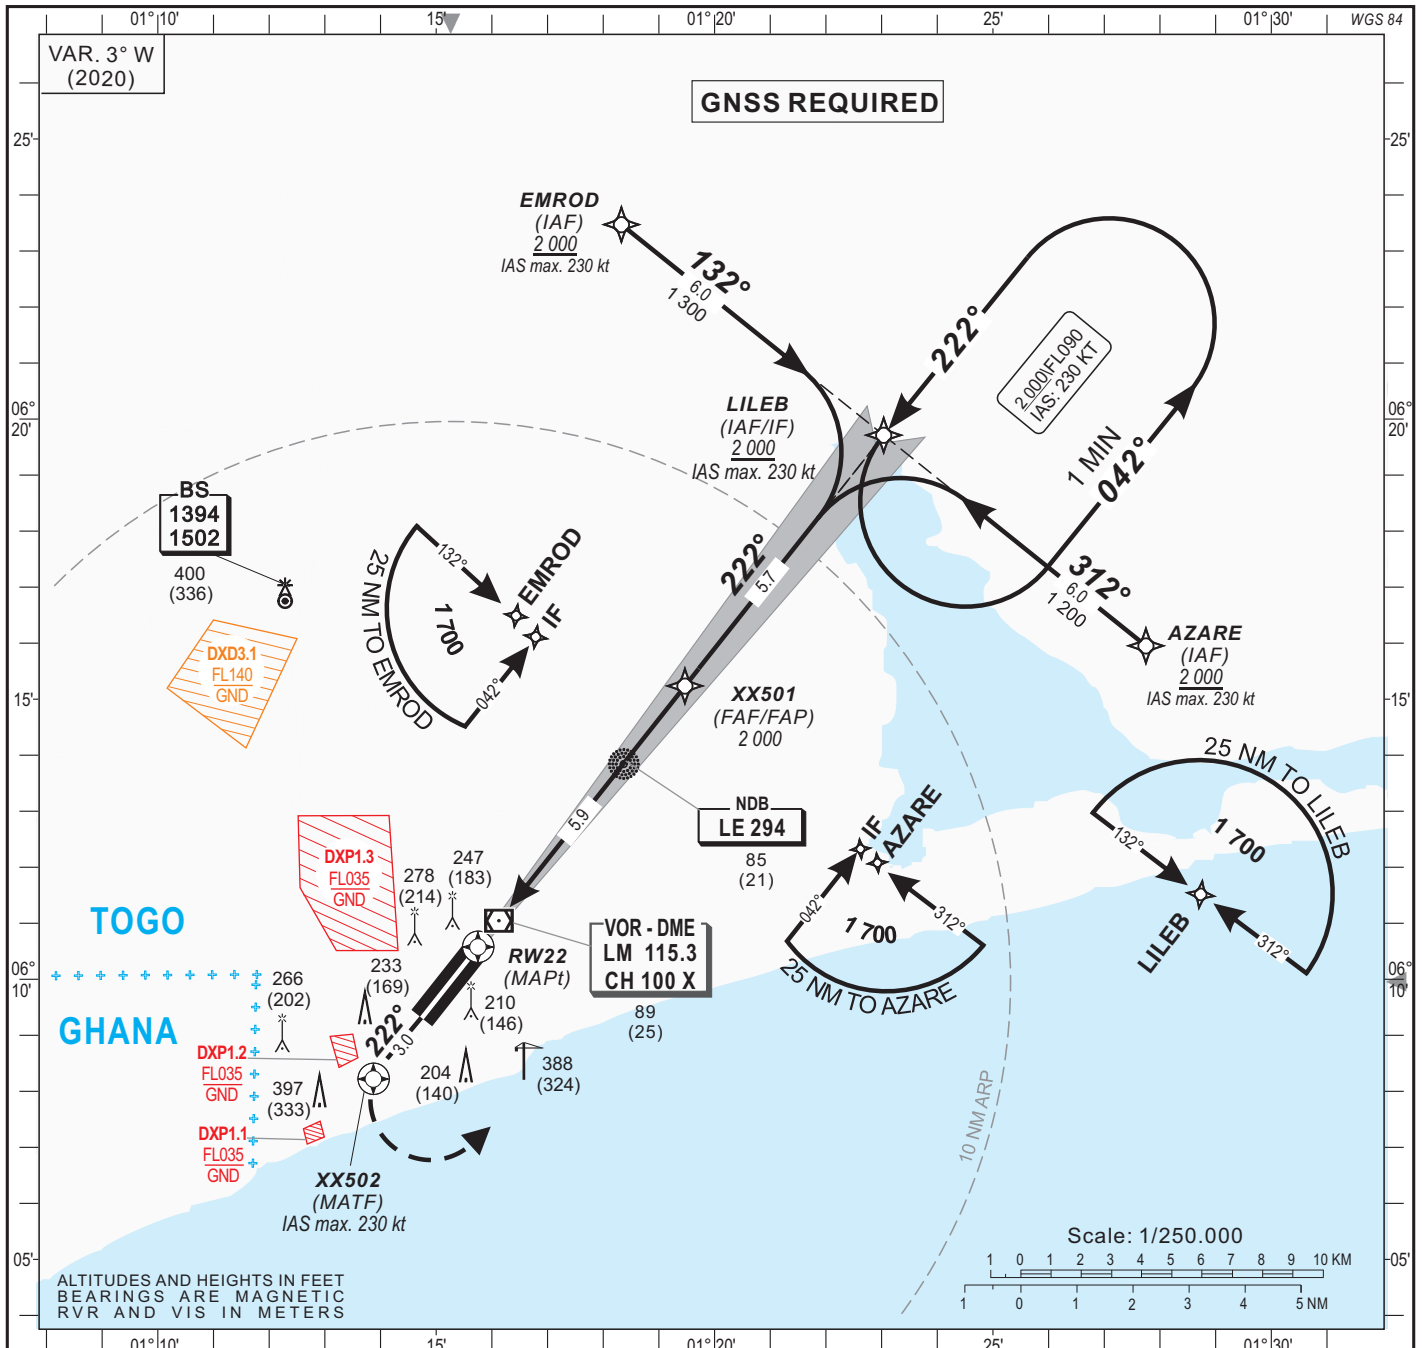 01°10'
15'
01°20'
25'
01°30'
WGS 84
VAR. 3° W
(2020)
GNSS REQUIRED
25'
25'
EMROD
(IAF)
2 000
IAS max. 230 kt
132°
6.0
1 300
222°
2 000\FL090
IAS: 230 KT
1 MIN
042°
06°
20'
06°
20'
LILEB
(IAF/IF)
2 000
IAS max. 230 kt
BS
1394
1502
400
(336)
132°
EMROD
IF
1 700
042°
25 NM TO EMROD
222°
5.7
312°
6.0
1 200
AZARE
(IAF)
2 000
IAS max. 230 kt
DXD3.1
FL140
GND
15'
15'
XX501
(FAF/FAP)
2 000
NDB
LE 294
85
(21)
5.9
25 NM TO LILEB
132°
1 700
LILEB
312°
IF
AZARE
042°
312°
1 700
25 NM TO AZARE
DXP1.3
FL035
GND
278
(214)
247
(183)
TOGO
GHANA
RW22
(MAPt)
VOR - DME
LM 115.3
CH 100 X
89
(25)
06°
10'
06°
10'
266
(202)
233
(169)
210
(146)
222°
3.0
DXP1.2
FL035
GND
397
(333)
204
(140)
388
(324)
DXP1.1
FL035
GND
10 NM ARP
XX502
(MATF)
IAS max. 230 kt
05'
05'
Scale: 1/250.000
1 0 1 2 3 4 5 6 7 8 9 10 KM
1 0 1 2 3 4 5 NM
ALTITUDES AND HEIGHTS IN FEET
BEARINGS ARE MAGNETIC
RVR AND VIS IN METERS
01°10'
15'
01°20'
25'
01°30'